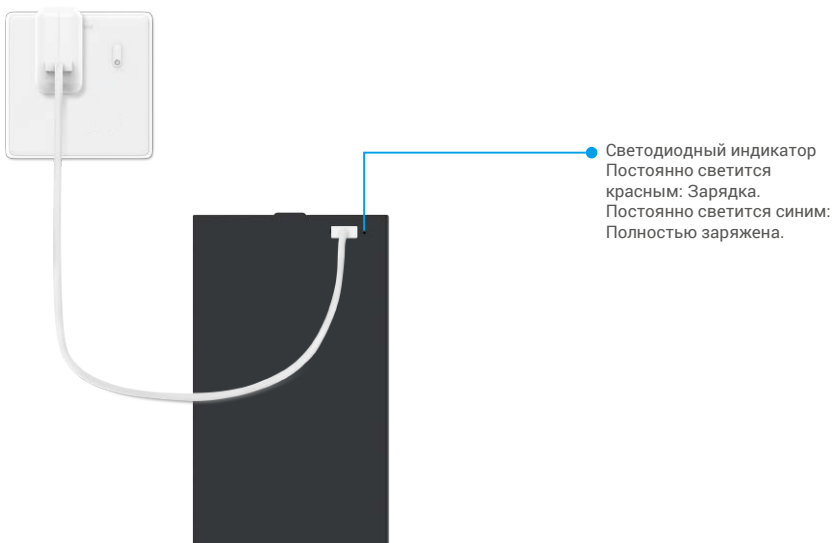 Светодиодный индикатор
Постоянно светится
красным: Зарядка.
Постоянно светится синим:
Полностью заряжена.